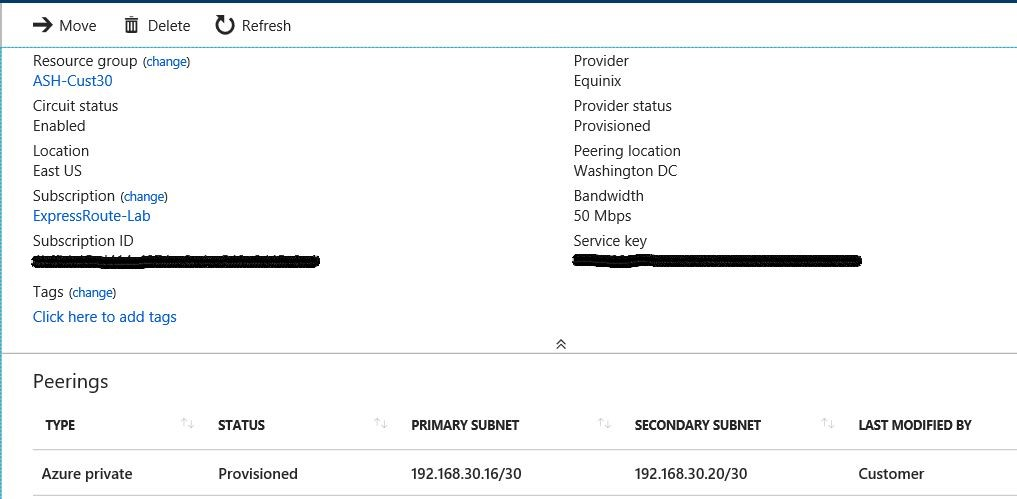 Move Delete Refresh
Resource group (change)
ASH-Cust30
Circuit status
Enabled
Location
East US
Subscription (change)
ExpressRoute-Lab
Subscription ID
Tags (change)
Click here to add tags
Provider
Equinix
Provider status
Provisioned
Peering location
Washington DC
Bandwidth
50 Mbps
Service key
Peerings
TYPE STATUS PRIMARY SUBNET SECONDARY SUBNET LAST MODIFIED BY
Azure private Provisioned 192.168.30.16/30 192.168.30.20/30 Customer